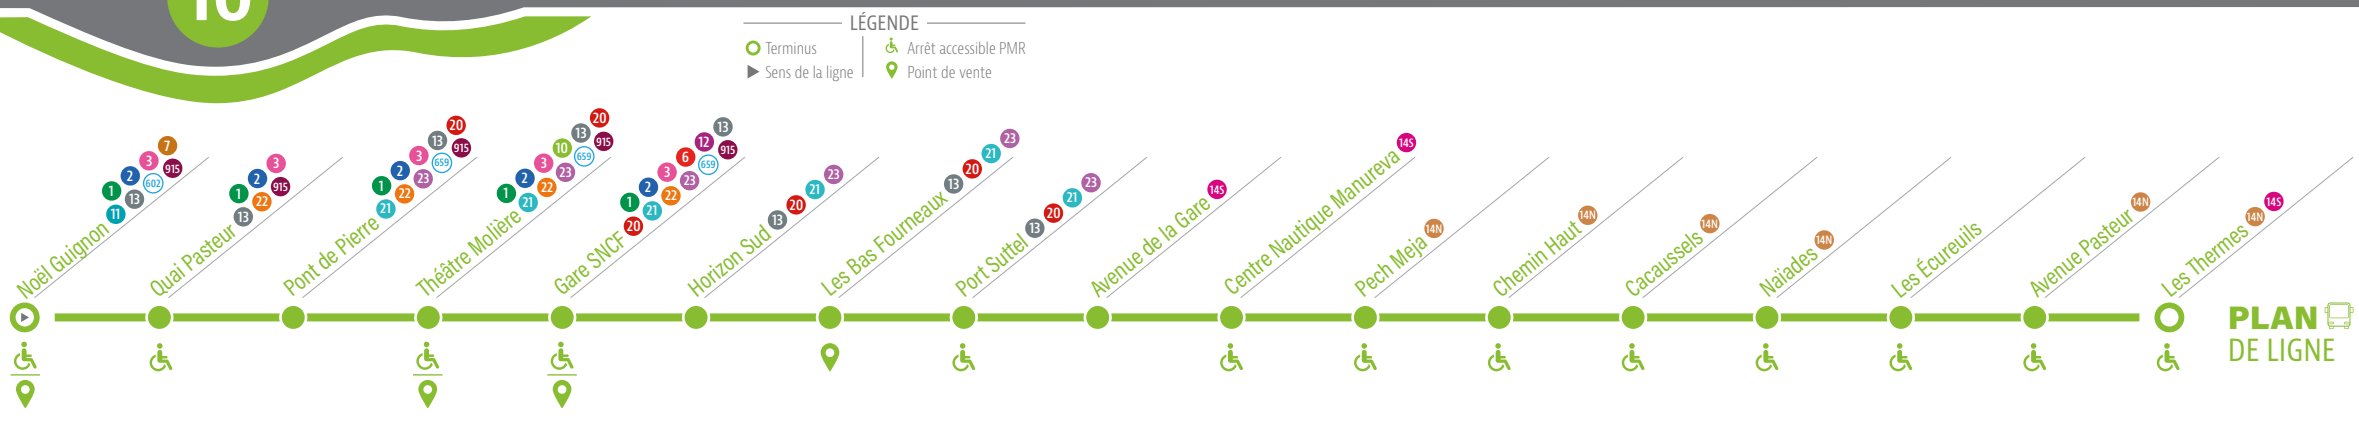 10
LÉGENDE
Terminus
Sens de la ligne
Arrêt accessible PMR
Point de vente
Noël Guignon
1 2 3 7
11 13 602 915
Quai Pasteur
1 2 3
13 22 915
Pont de Pierre
1 2 3 13 20
21 22 23 659 915
Théâtre Molière
1 2 3 10 13 20
21 22 23 659 915
Gare SNCF
1 2 3 6 12 13
20 21 22 23 659 915
Horizon Sud
13 20 21 23
Les Bas Fourneaux
13 20 21 23
Port Suttel
13 20 21 23
Avenue de la Gare
14S
Centre Nautique Manureva
14S
Pech Meja
14N
Chemin Haut
14N
Cacaussels
14N
Naïades
14N
Les Écureuils
Avenue Pasteur
14N
Les Thermes
14N 14S
PLAN
DE LIGNE